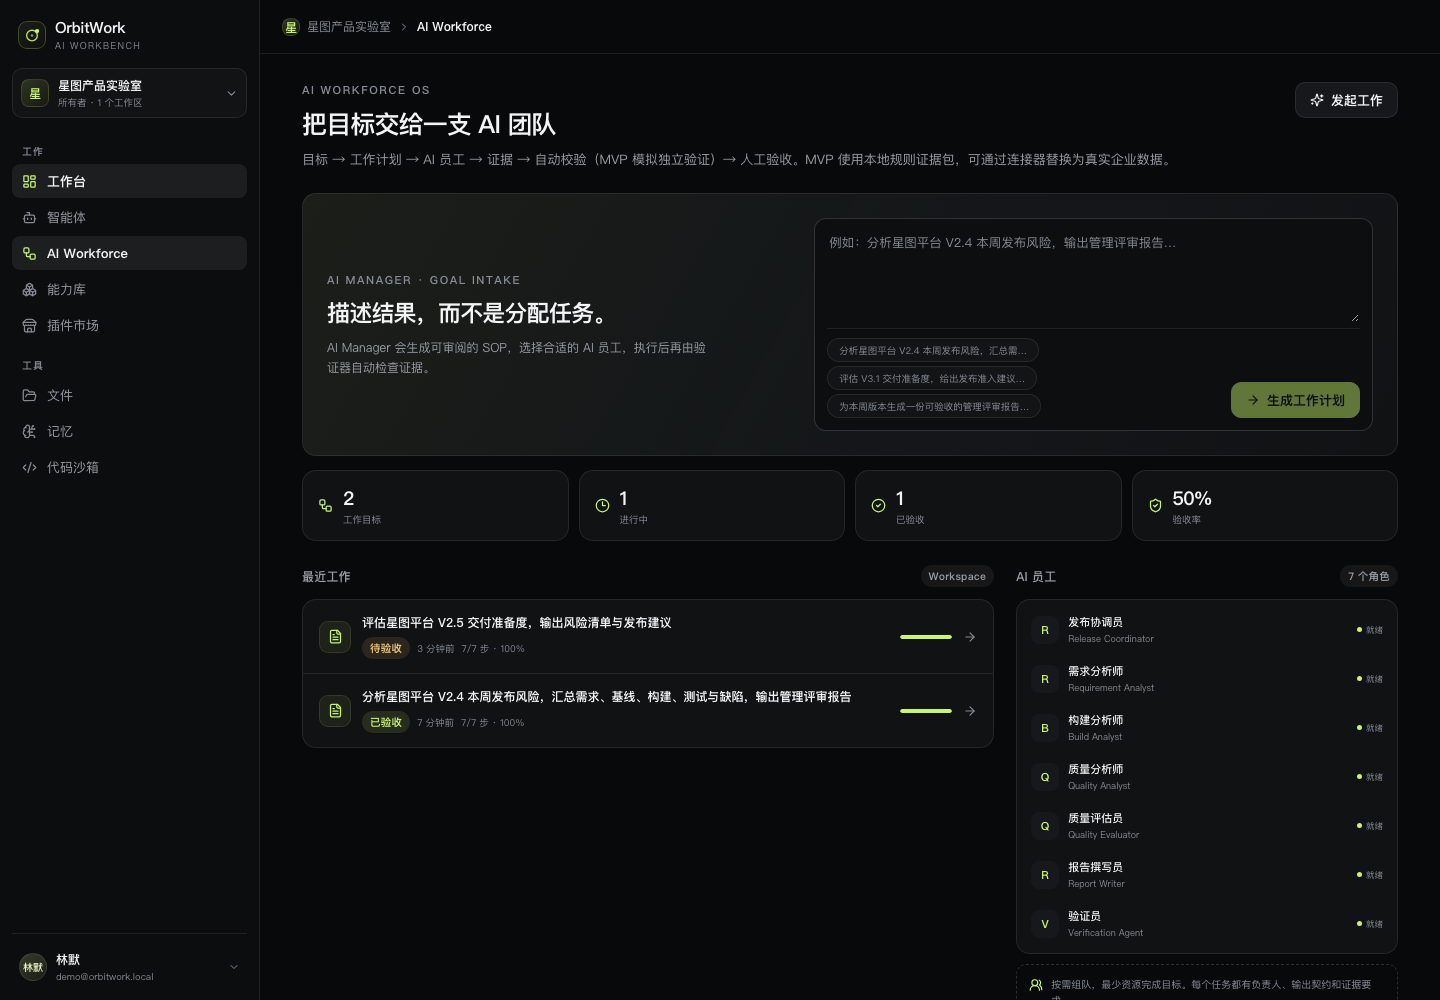 OrbitWork
AI WORKBENCH
星 星图产品实验室
所有者 · 1 个工作区
工作
工作台
智能体
AI Workforce
能力库
插件市场
工具
文件
记忆
代码沙箱
林默 林默
demo@orbitwork.local
星 星图产品实验室 > AI Workforce
AI WORKFORCE OS
把目标交给一支 AI 团队
目标 → 工作计划 → AI 员工 → 证据 → 自动校验（MVP 模拟独立验证）→ 人工验收。MVP 使用本地规则证据包，可通过连接器替换为真实企业数据。
发起工作
AI MANAGER · GOAL INTAKE
描述结果，而不是分配任务。
AI Manager 会生成可审阅的 SOP，选择合适的 AI 员工，执行后再由验
证器自动检查证据。
例如：分析星图平台 V2.4 本周发布风险，输出管理评审报告...
分析星图平台 V2.4 本周发布风险，汇总需...
评估 V3.1 交付准备度，给出发布准入建议...
为本周版本生成一份可验收的管理评审报告...
→ 生成工作计划
2
工作目标
1
进行中
1
已验收
50%
验收率
最近工作
Workspace
评估星图平台 V2.5 交付准备度，输出风险清单与发布建议
待验收 3 分钟前 7/7 步 · 100%
分析星图平台 V2.4 本周发布风险，汇总需求、基线、构建、测试与缺陷，输出管理评审报告
已验收 7 分钟前 7/7 步 · 100%
AI 员工
7 个角色
R 发布协调员
Release Coordinator
就绪
R 需求分析师
Requirement Analyst
就绪
B 构建分析师
Build Analyst
就绪
Q 质量分析师
Quality Analyst
就绪
Q 质量评估员
Quality Evaluator
就绪
R 报告撰写员
Report Writer
就绪
V 验证员
Verification Agent
就绪
按需组队，最少资源完成目标。每个任务都有负责人、输出契约和证据要